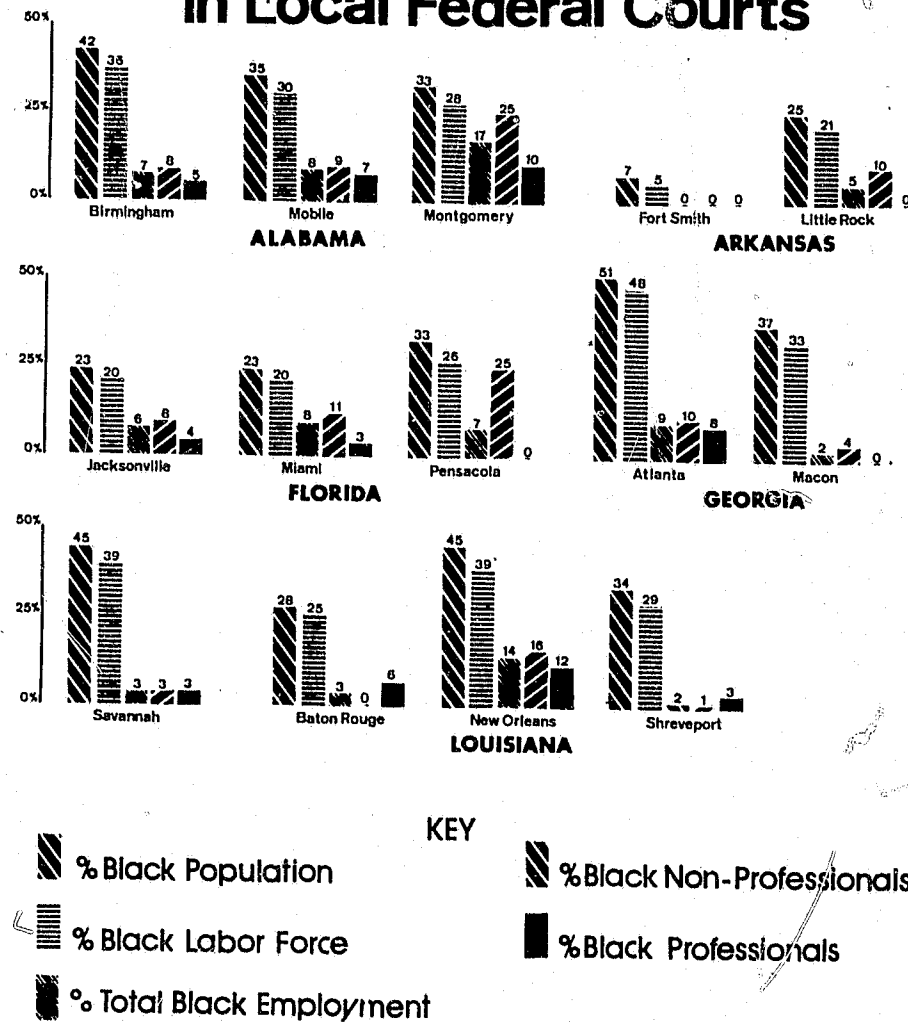 in Local Federal Courts
50%
25%
0%
42 38 7 8 5
35 30 8 9 7
33 28 17 25 10
7 5 0 0 0
25 21 5 10 0
Birmingham Mobile Montgomery Fort Smith Little Rock
ALABAMA ARKANSAS
50%
25%
0%
23 20 6 8 4
23 20 8 11 3
33 26 7 25 0
51 48 9 10 8
37 33 2 4 0
Jacksonville Miami Pensacola Atlanta Macon
FLORIDA GEORGIA
50%
25%
0%
45 39 3 3 3
28 25 3 0 6
45 39 14 16 12
34 29 2 1 3
Savannah Baton Rouge New Orleans Shreveport
LOUISIANA
KEY
% Black Population
% Black Labor Force
% Total Black Employment
% Black Non-Professionals
% Black Professionals